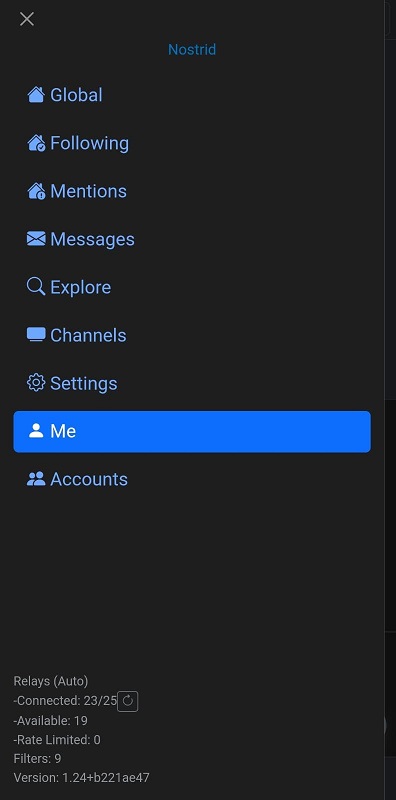 Nostrid
Global
Following
Mentions
Messages
Explore
Channels
Settings
Me
Accounts
Relays (Auto)
-Connected: 23/25
-Available: 19
-Rate Limited: 0
Filters: 9
Version: 1.24+b221ae47